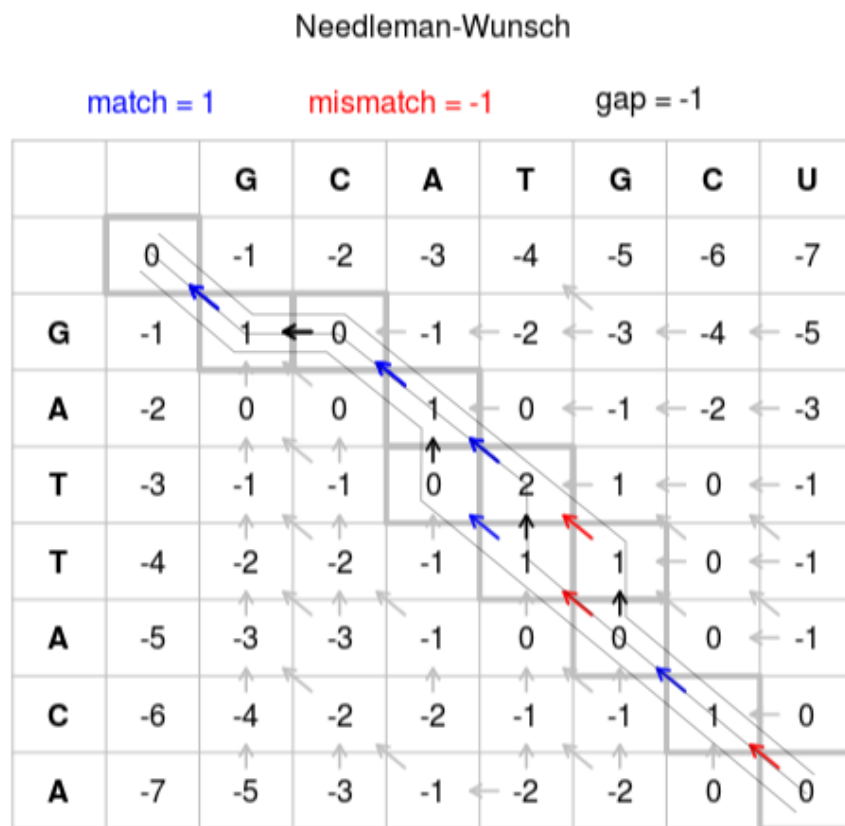 Needleman-Wunsch
match = 1 mismatch = -1 gap = -1
G C A T G C U
0 -1 -2 -3 -4 -5 -6 -7
G -1 1 0 -1 -2 -3 -4 -5
A -2 0 0 1 0 -1 -2 -3
T -3 -1 -1 0 2 1 0 -1
T -4 -2 -2 -1 1 1 0 -1
A -5 -3 -3 -1 0 0 0 -1
C -6 -4 -2 -2 -1 -1 1 0
A -7 -5 -3 -1 -2 -2 0 0